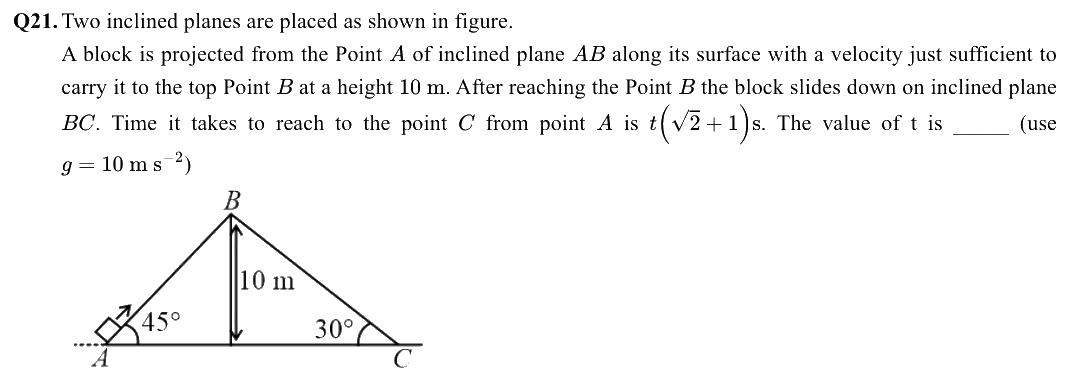 Q21. Two inclined planes are placed as shown in figure.
A block is projected from the Point A of inclined plane AB along its surface with a velocity just sufficient to
carry it to the top Point B at a height 10 m. After reaching the Point B the block slides down on inclined plane
BC. Time it takes to reach to the point C from point A is t(√2 + 1)s. The value of t is _____ (use
g = 10 m s⁻²)
B
10 m
45°
30°
A
C